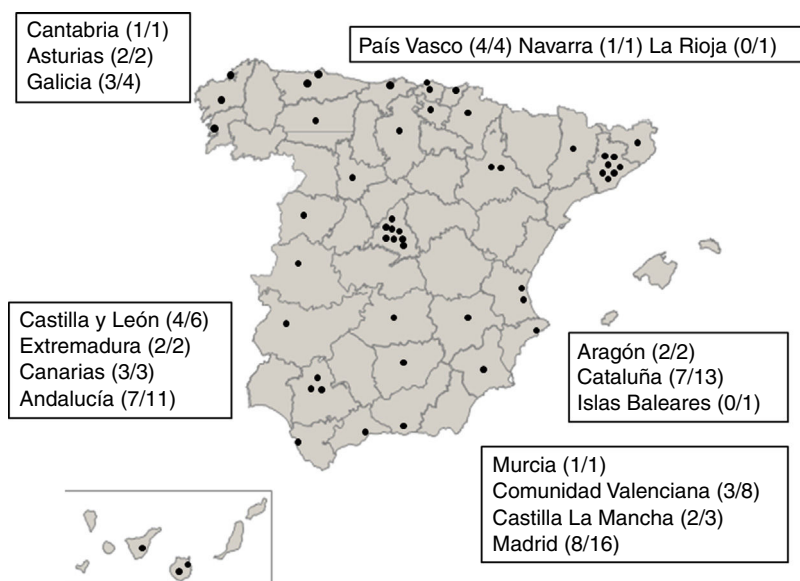 Cantabria (1/1)
Asturias (2/2)
Galicia (3/4)
País Vasco (4/4) Navarra (1/1) La Rioja (0/1)
Castilla y León (4/6)
Extremadura (2/2)
Canarias (3/3)
Andalucía (7/11)
Aragón (2/2)
Cataluña (7/13)
Islas Baleares (0/1)
Murcia (1/1)
Comunidad Valenciana (3/8)
Castilla La Mancha (2/3)
Madrid (8/16)